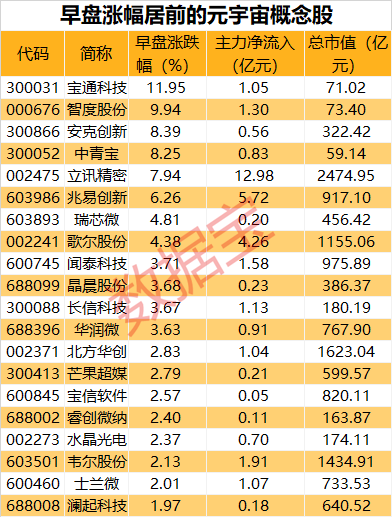 早盘涨幅居前的元宇宙概念股
代码 简称 早盘涨跌幅（%） 主力净流入（亿元） 总市值（亿元）
300031 宝通科技 11.95 1.05 71.02
000676 智度股份 9.94 1.30 73.40
300866 安克创新 8.39 0.56 322.42
300052 中青宝 8.25 0.83 59.14
002475 立讯精密 7.94 12.98 2474.95
603986 兆易创新 6.26 5.72 917.10
603893 瑞芯微 4.81 0.20 456.42
002241 歌尔股份 4.38 4.26 1155.06
600745 闻泰科技 3.71 1.58 975.89
688099 晶晨股份 3.68 0.23 386.37
300088 长信科技 3.67 1.13 180.19
688396 华润微 3.63 0.91 767.90
002371 北方华创 2.83 1.04 1623.04
300413 芒果超媒 2.79 0.21 599.57
600845 宝信软件 2.57 0.05 820.11
688002 睿创微纳 2.40 0.11 163.87
002273 水晶光电 2.37 0.70 174.11
603501 韦尔股份 2.13 1.91 1434.91
600460 士兰微 2.01 1.07 733.53
688008 澜起科技 1.97 0.18 640.52
数据宝